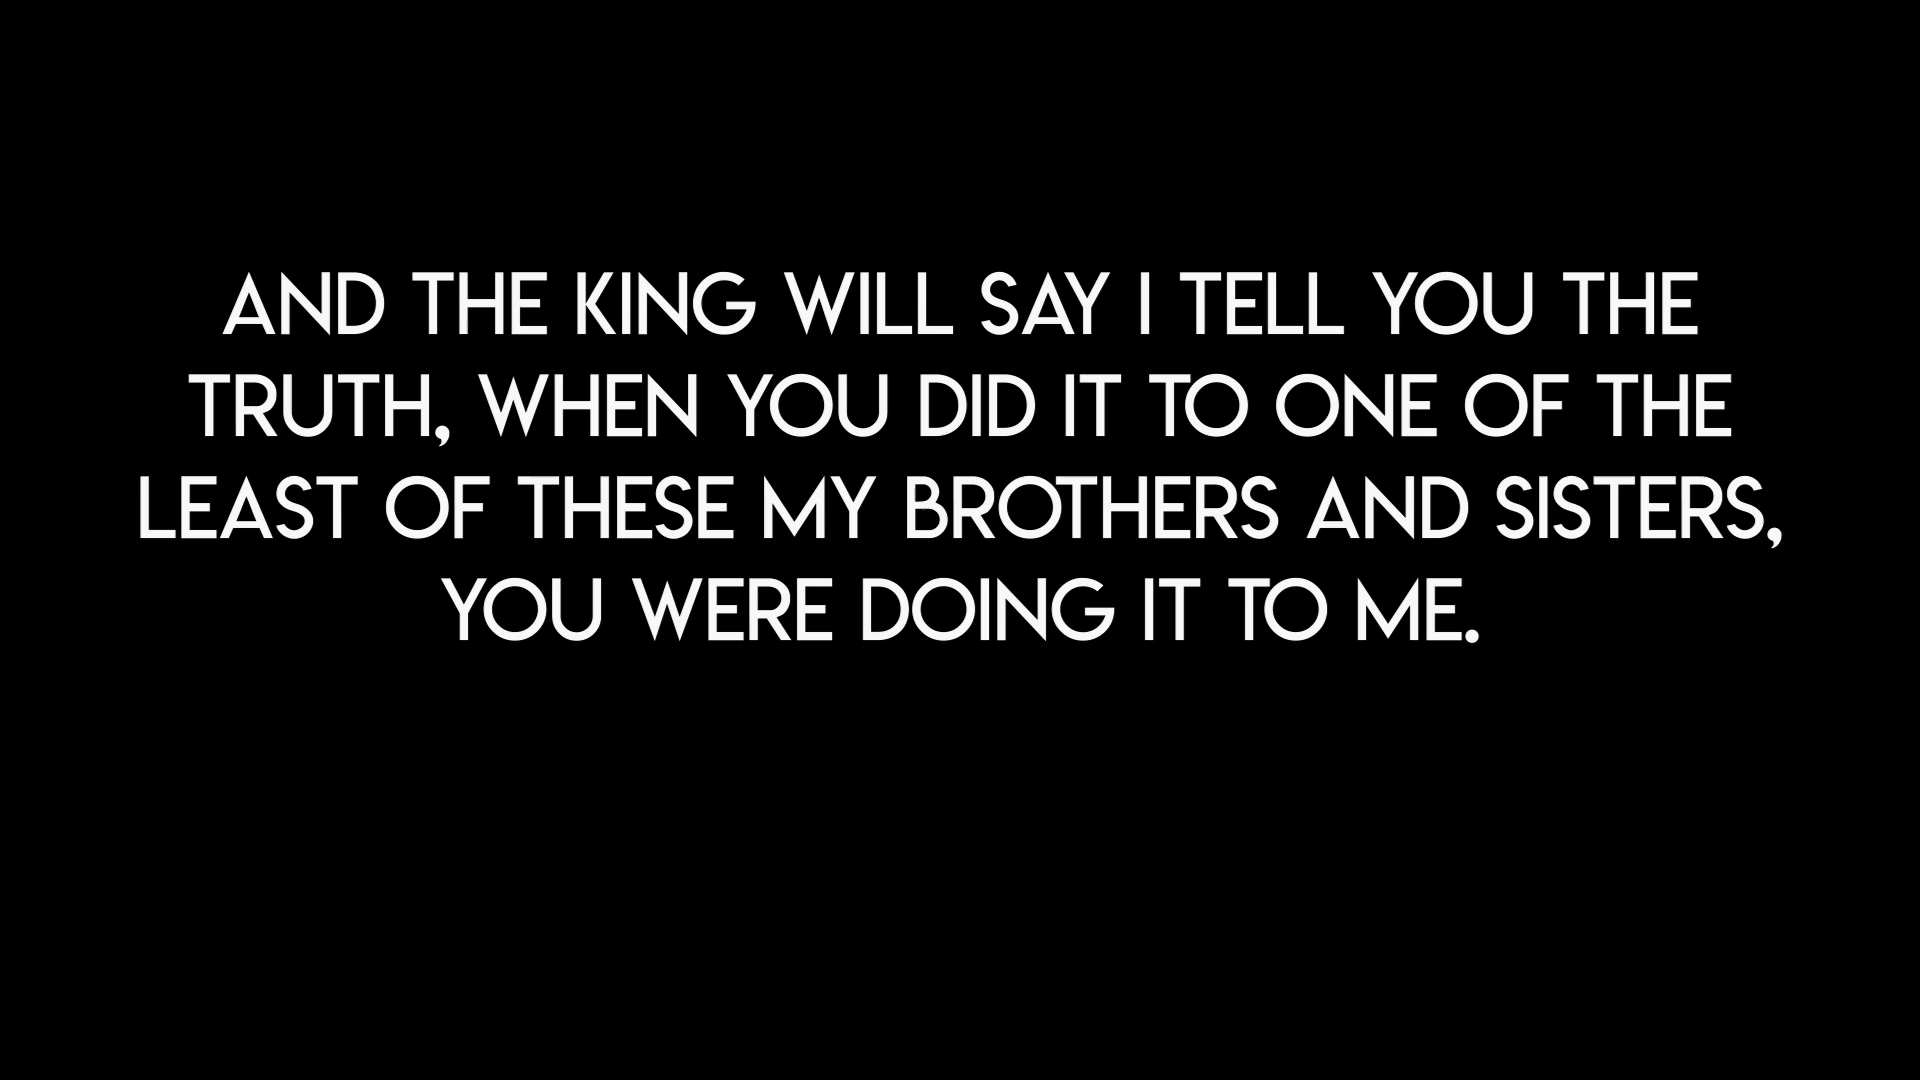 AND THE KING WILL SAY I TELL YOU THE
TRUTH, WHEN YOU DID IT TO ONE OF THE
LEAST OF THESE MY BROTHERS AND SISTERS,
YOU WERE DOING IT TO ME.